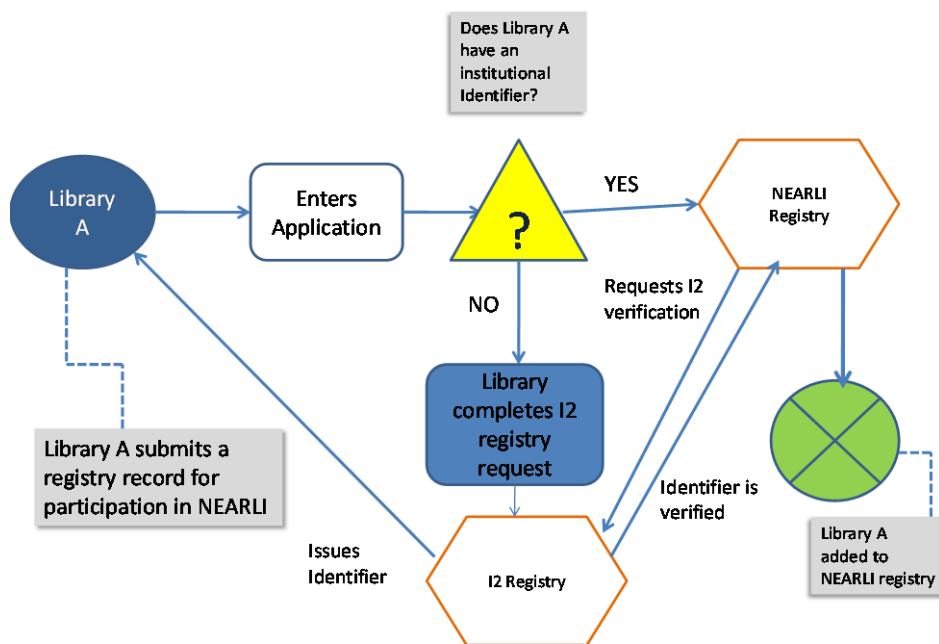 Does Library A
have an
institutional
Identifier?
Library
A
Enters
Application
?
YES
NEARLI
Registry
NO
Requests I2
verification
Library
completes I2
registry
request
Library A submits a
registry record for
participation in NEARLI
Identifier is
verified
Issues
Identifier
I2 Registry
Library A
added to
NEARLI registry